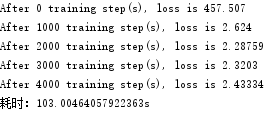 After 0 training step(s), loss is 457.507
After 1000 training step(s), loss is 2.624
After 2000 training step(s), loss is 2.28759
After 3000 training step(s), loss is 2.3203
After 4000 training step(s), loss is 2.43334
耗时：103.00464057922363s